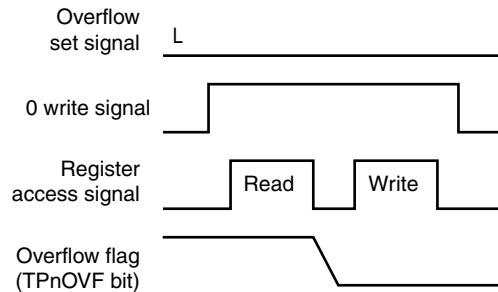 Overflow
set signal
L
0 write signal
Register
access signal
Read
Write
Overflow flag
(TPnOVF bit)